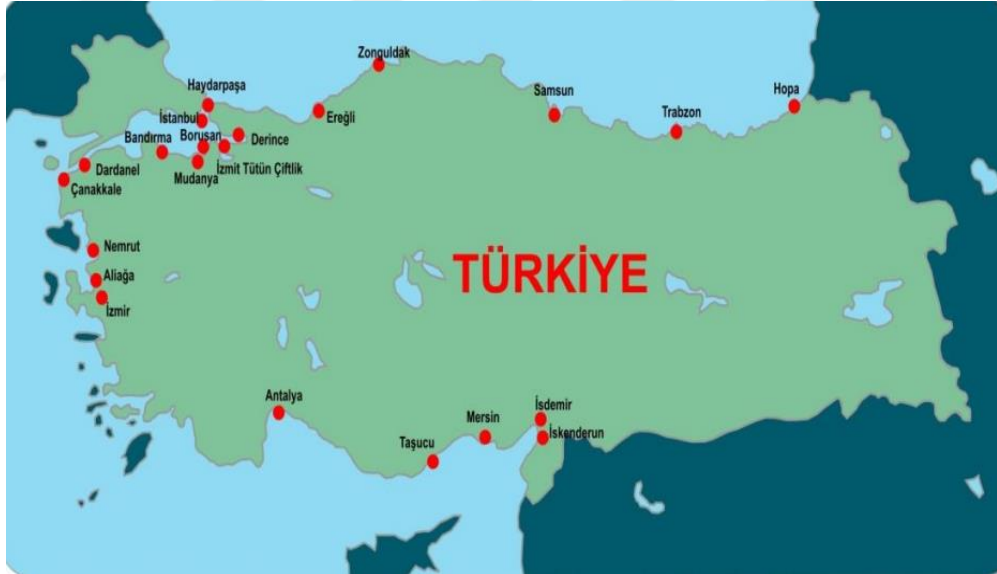 Zonguldak
Haydarpaşa
Samsun
Hopa
İstanbul
Ereğli
Trabzon
Bandırma
Boruşan
Derince
Dardanel
Mudanya
İzmit Tütün Çiftlik
Çanakkale
Nemrut
TÜRKİYE
Aliağa
İzmir
Antalya
İsdemir
Mersin
İskenderun
Taşucu